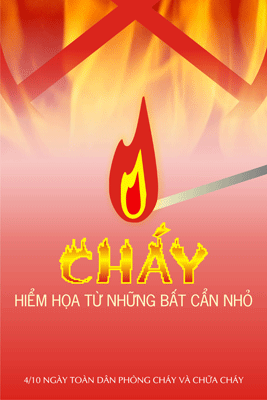 CHÁY
HIỂM HỌA TỪ NHỮNG BẤT CẨN NHỎ
4/10 NGÀY TOÀN DÂN PHÒNG CHÁY VÀ CHỮA CHÁY